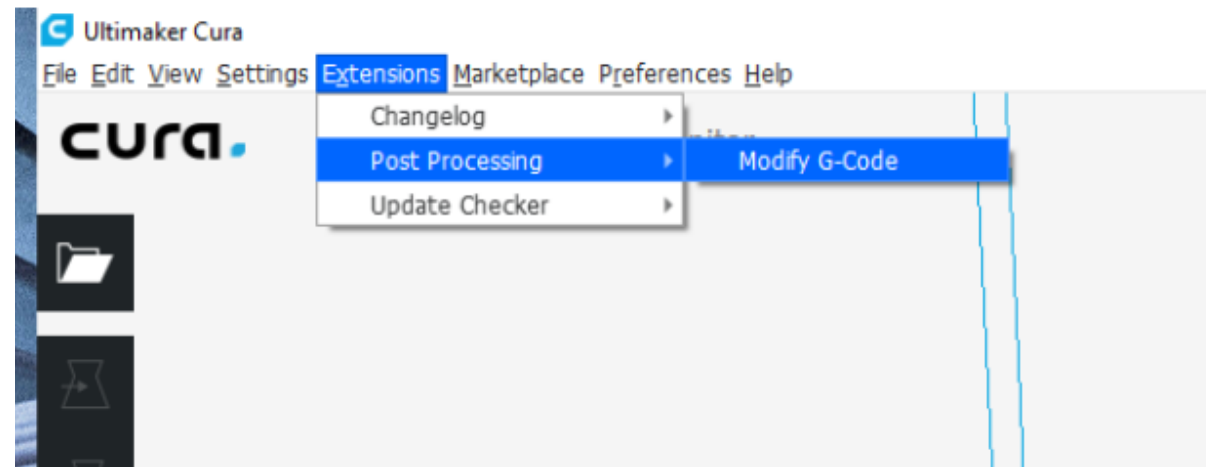 Ultimaker Cura
File Edit View Settings Extensions Marketplace Preferences Help
cura.
Changelog
Post Processing
Modify G-Code
Update Checker